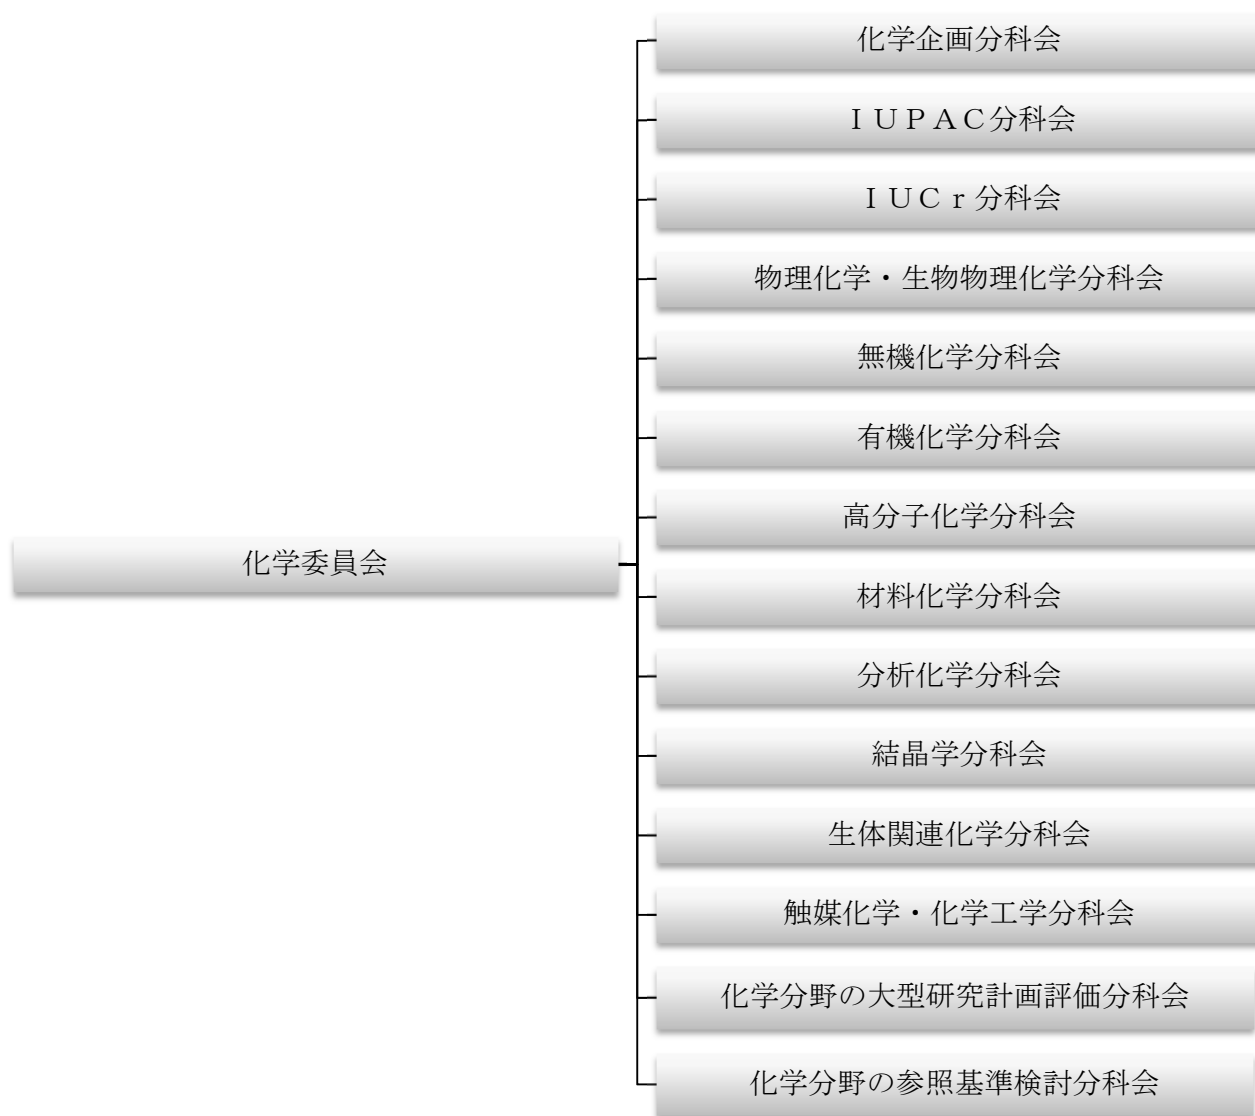 化学企画分科会
ＩＵＰＡＣ分科会
ＩＵＣｒ分科会
物理化学・生物物理化学分科会
無機化学分科会
有機化学分科会
高分子化学分科会
化学委員会
材料化学分科会
分析化学分科会
結晶学分科会
生体関連化学分科会
触媒化学・化学工学分科会
化学分野の大型研究計画評価分科会
化学分野の参照基準検討分科会